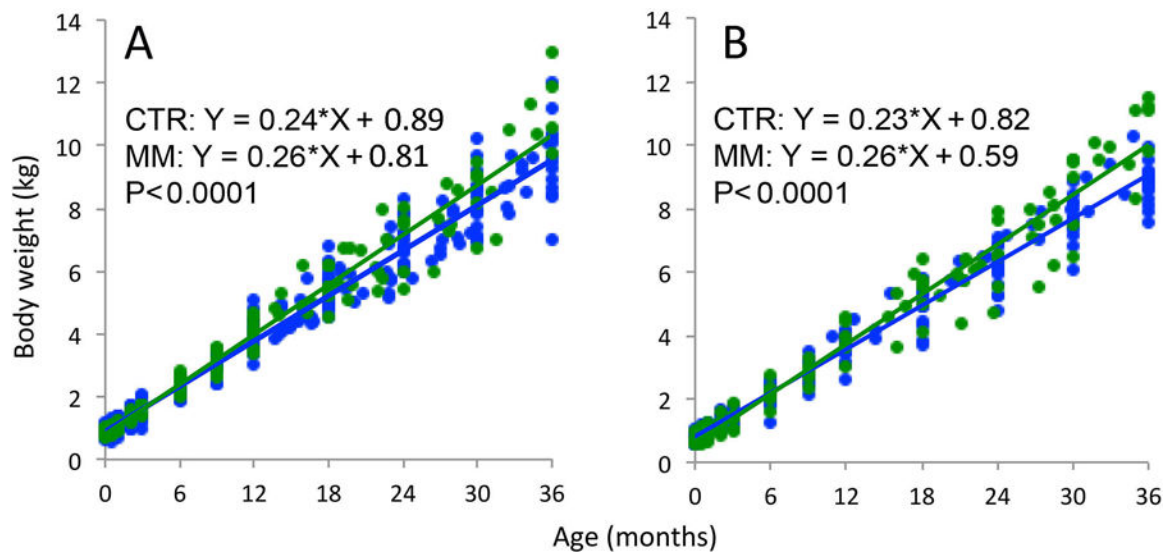 A
CTR: Y = 0.24*X + 0.89
MM: Y = 0.26*X + 0.81
P<0.0001
Body weight (kg)
14
12
10
8
6
4
2
0
0 6 12 18 24 30 36
B
CTR: Y = 0.23*X + 0.82
MM: Y = 0.26*X + 0.59
P<0.0001
14
12
10
8
6
4
2
0
0 6 12 18 24 30 36
Age (months)